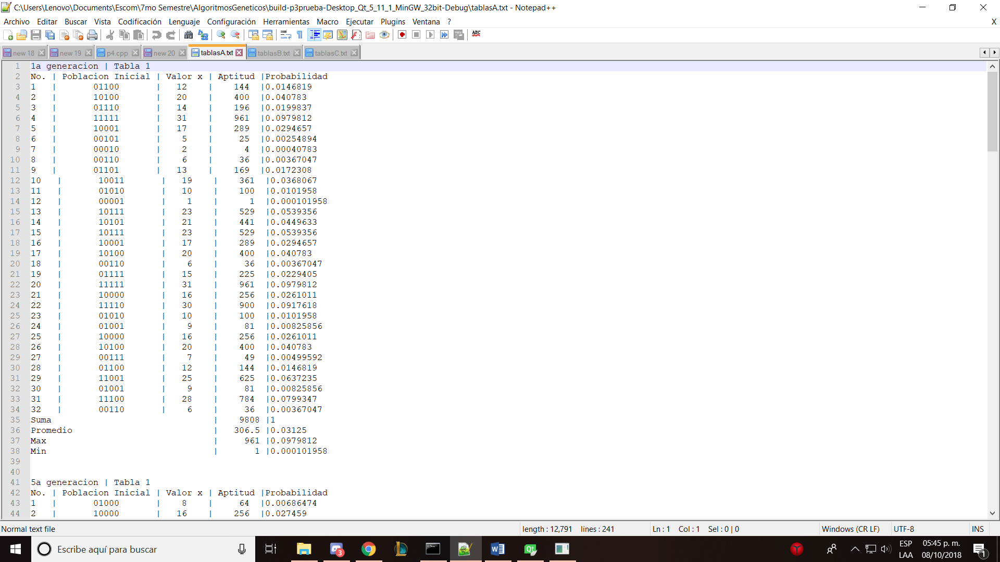 C:\Users\Lenovo\Documents\Escom\7mo Semestre\AlgoritmosGeneticos\build-p3prueba-Desktop_Qt_5_11_1_MinGW_32bit-Debug\tablasA.txt - Notepad++
Archivo Editar Buscar Vista Codificación Lenguaje Configuración Herramientas Macro Ejecutar Plugins Ventana ? X
new 18 new 19 p4.cpp new 20 tablasA.txt tablasB.txt tablasC.txt
1 1a generacion | Tabla 1
2 No. | Poblacion Inicial | Valor x | Aptitud |Probabilidad
3 1 | 01100 | 12 | 144 |0.0146819
4 2 | 10100 | 20 | 400 |0.040783
5 3 | 01110 | 14 | 196 |0.0199837
6 4 | 11111 | 31 | 961 |0.0979812
7 5 | 10001 | 17 | 289 |0.0294657
8 6 | 00101 | 5 | 25 |0.00254894
9 7 | 00010 | 2 | 4 |0.00040783
10 8 | 00110 | 6 | 36 |0.00367047
11 9 | 01101 | 13 | 169 |0.0172308
12 10 | 10011 | 19 | 361 |0.0368067
13 11 | 01010 | 10 | 100 |0.0101958
14 12 | 00001 | 1 | 1 |0.000101958
15 13 | 10111 | 23 | 529 |0.0539356
16 14 | 10101 | 21 | 441 |0.0449633
17 15 | 10111 | 23 | 529 |0.0539356
18 16 | 10001 | 17 | 289 |0.0294657
19 17 | 10100 | 20 | 400 |0.040783
20 18 | 00110 | 6 | 36 |0.00367047
21 19 | 01111 | 15 | 225 |0.0229405
22 20 | 11111 | 31 | 961 |0.0979812
23 21 | 10000 | 16 | 256 |0.0261011
24 22 | 11110 | 30 | 900 |0.0917618
25 23 | 01010 | 10 | 100 |0.0101958
26 24 | 01001 | 9 | 81 |0.00825856
27 25 | 10000 | 16 | 256 |0.0261011
28 26 | 10100 | 20 | 400 |0.040783
29 27 | 00111 | 7 | 49 |0.00499592
30 28 | 01100 | 12 | 144 |0.0146819
31 29 | 11001 | 25 | 625 |0.0637235
32 30 | 01001 | 9 | 81 |0.00825856
33 31 | 11100 | 28 | 784 |0.0799347
34 32 | 00110 | 6 | 36 |0.00367047
35 Suma | 9808 |1
36 Promedio | 306.5 |0.03125
37 Max | 961 |0.0979812
38 Min | 1 |0.000101958
39
40
41 5a generacion | Tabla 1
42 No. | Poblacion Inicial | Valor x | Aptitud |Probabilidad
43 1 | 01000 | 8 | 64 |0.00686474
44 2 | 10000 | 16 | 256 |0.027459
Normal text file length : 12,791 lines : 241 Ln : 1 Col : 1 Sel : 0 | 0 Windows (CR LF) UTF-8 INS
Escribe aquí para buscar
ESP 05:45 p. m.
LAA 08/10/2018